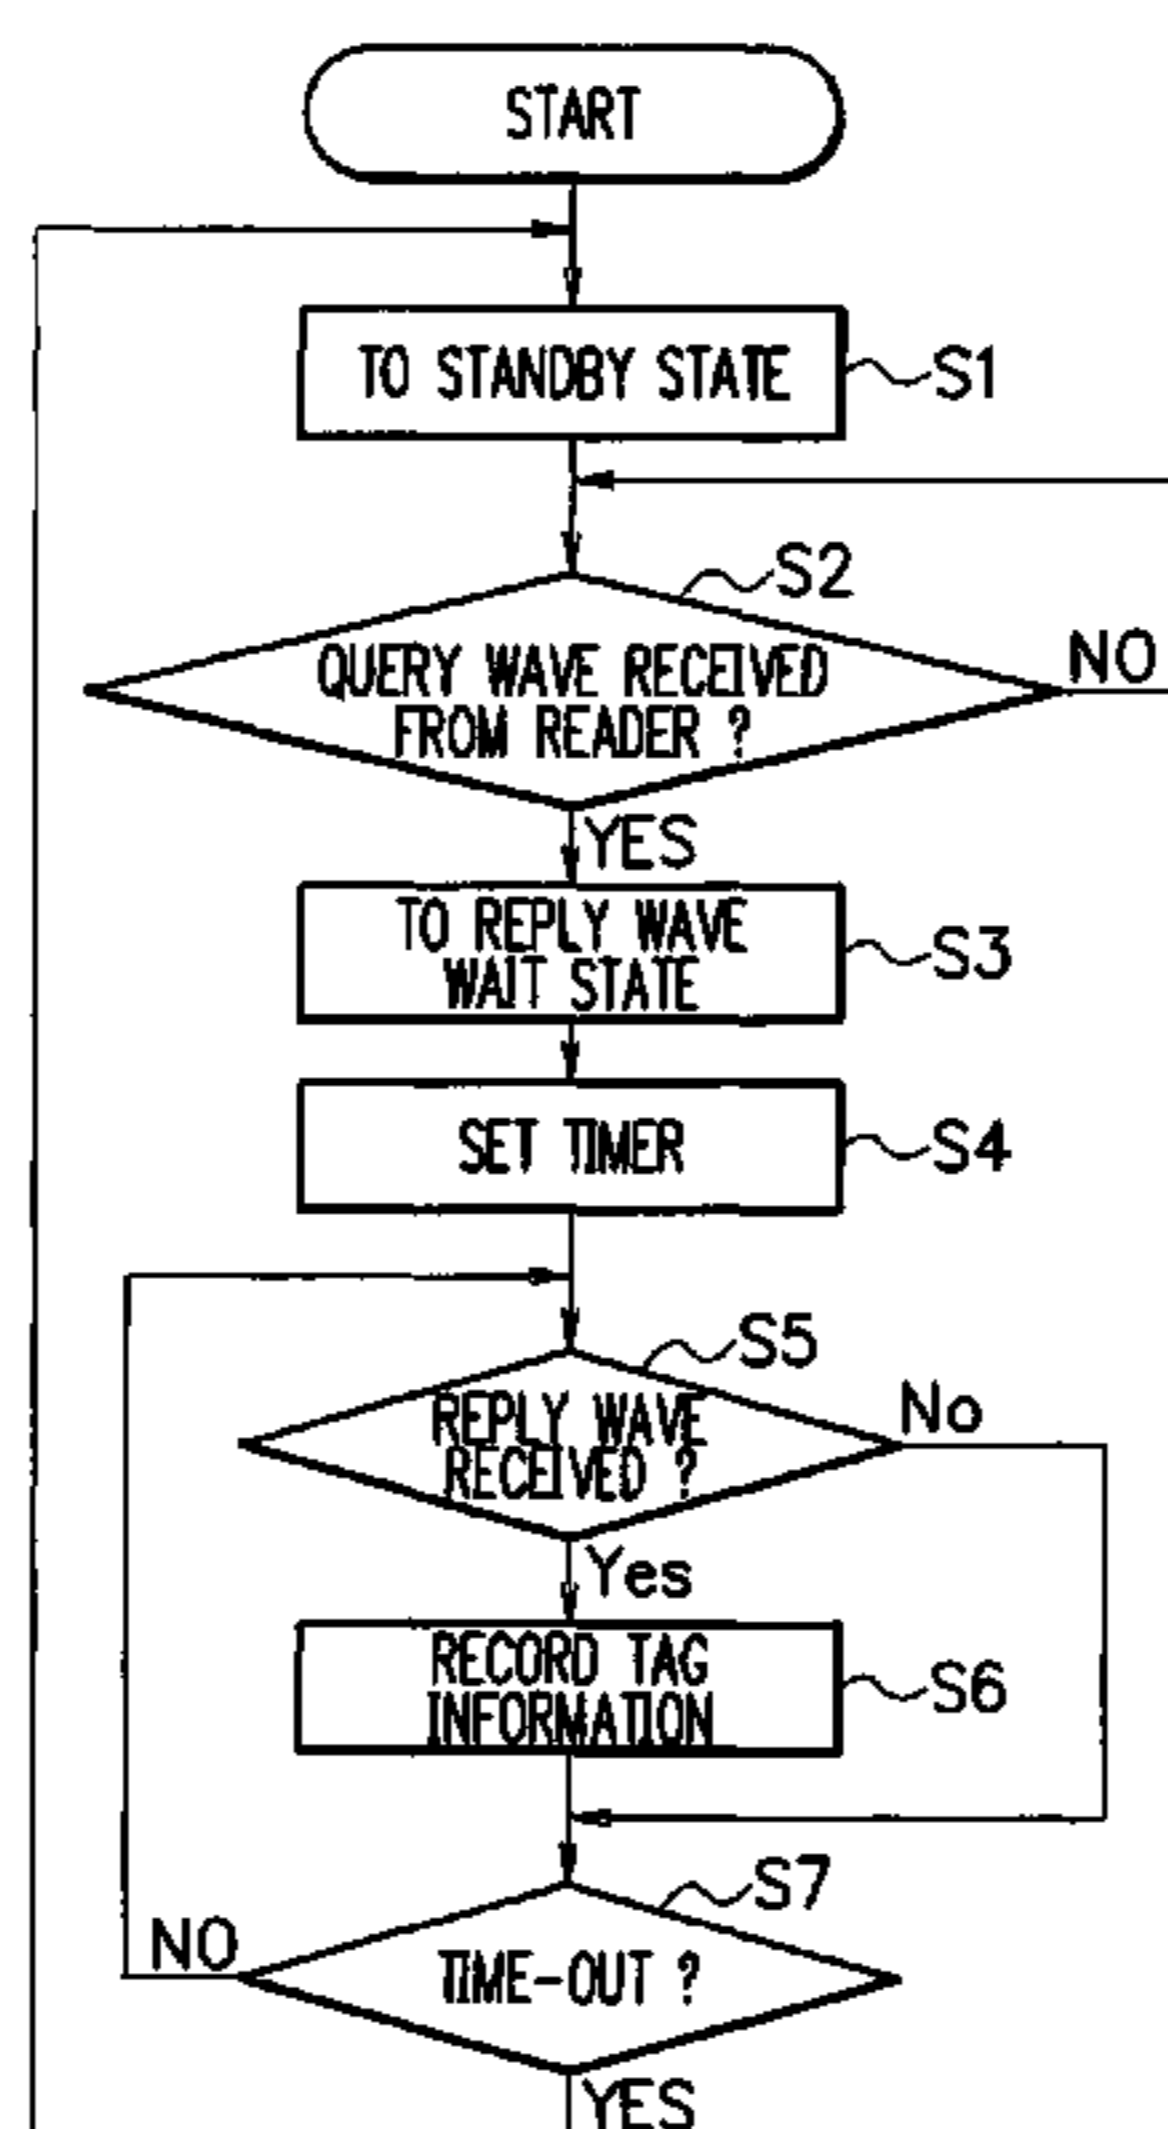 START
TO STANDBY STATE
S1
S2
QUERY WAVE RECEIVED
FROM READER ?
NO
YES
TO REPLY WAVE
WAIT STATE
S3
SET TIMER
S4
S5
REPLY WAVE
RECEIVED ?
No
Yes
RECORD TAG
INFORMATION
S6
S7
TIME-OUT ?
NO
YES